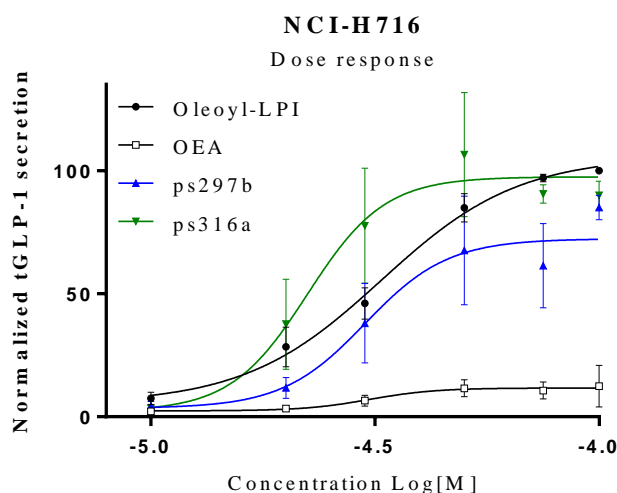 NCI-H716
Dose response
Oleoyl-LPI
OEA
ps297b
ps316a
Normalized tGLP-1 secretion
100
50
0
-5.0
-4.5
-4.0
Concentration Log[M]